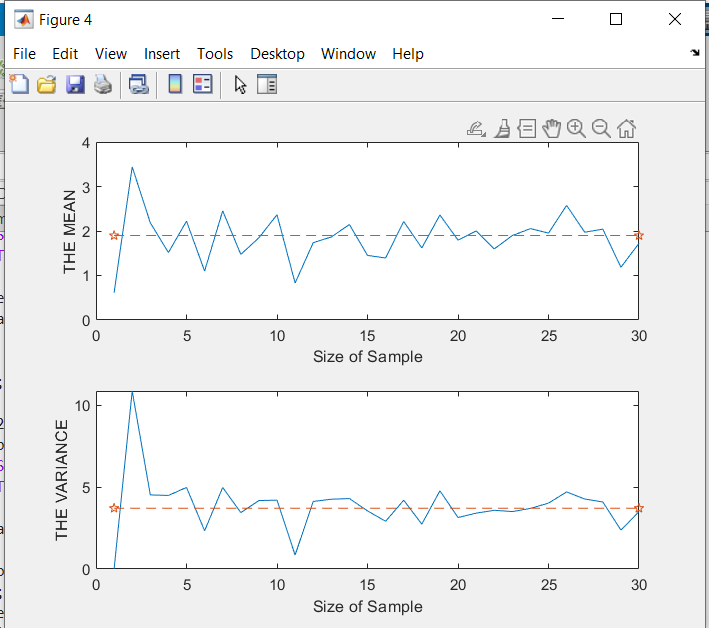 Figure 4
File Edit View Insert Tools Desktop Window Help
4
3
2
1
0
THE MEAN
0 5 10 15 20 25 30
Size of Sample
10
5
0
THE VARIANCE
0 5 10 15 20 25 30
Size of Sample